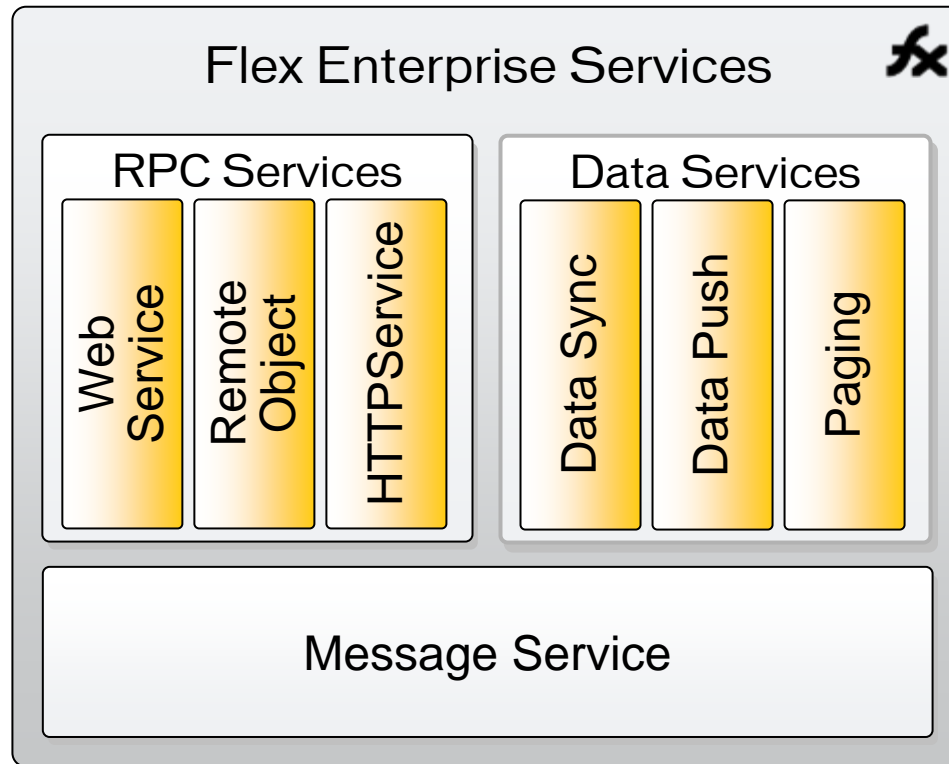 Flex Enterprise Services
fx
RPC Services
Web
Service
Remote
Object
HTTPService
Data Services
Data Sync
Data Push
Paging
Message Service